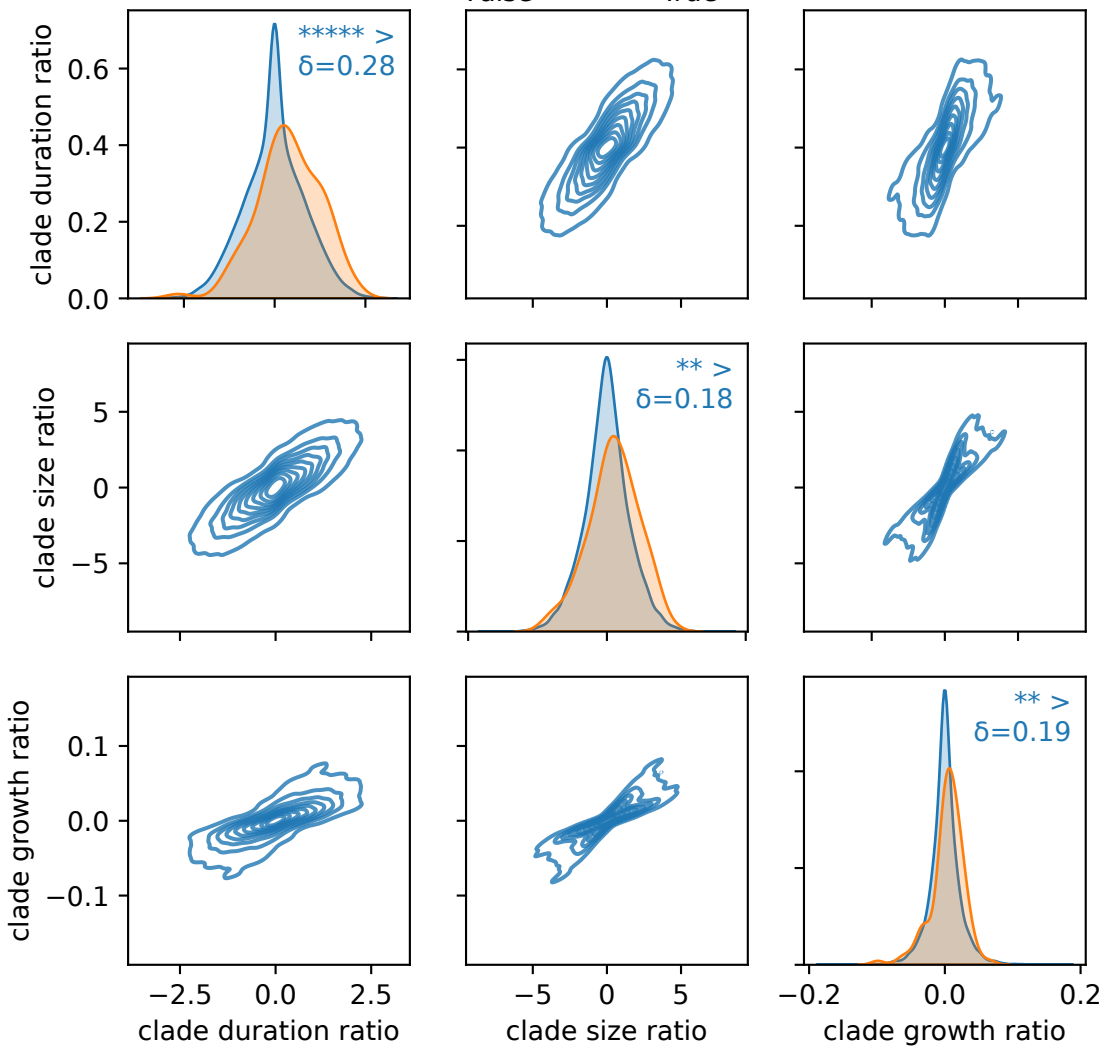 clade duration ratio
0.6
0.4
0.2
0.0
***** >
δ=0.28
clade size ratio
5
0
−5
** >
δ=0.18
clade growth ratio
0.1
0.0
−0.1
** >
δ=0.19
−2.5 0.0 2.5
−5 0 5
−0.2 0.0 0.2
clade duration ratio
clade size ratio
clade growth ratio